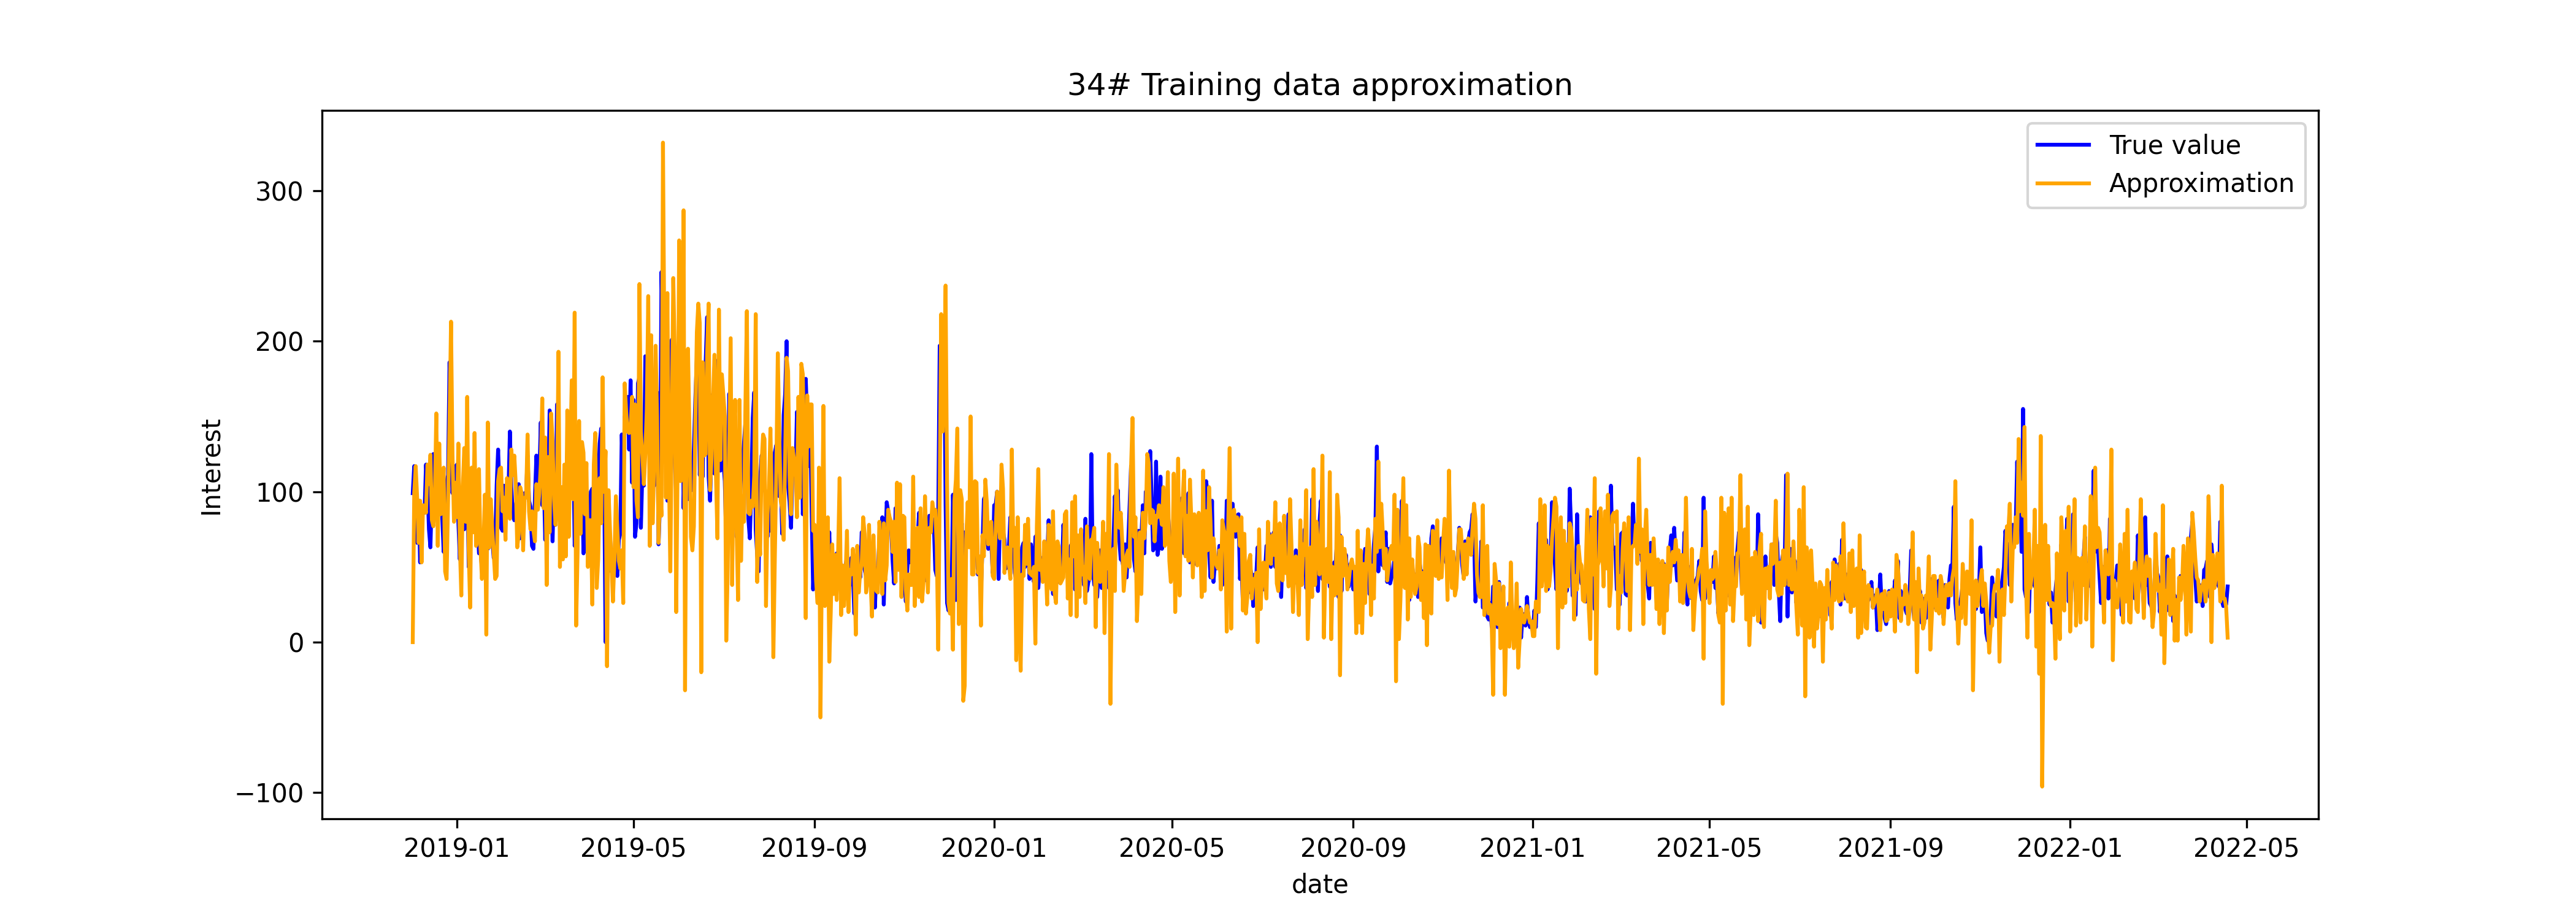 34# Training data approximation
True value
Approximation
Interest
300
200
100
0
−100
2019-01 2019-05 2019-09 2020-01 2020-05 2020-09 2021-01 2021-05 2021-09 2022-01 2022-05
date